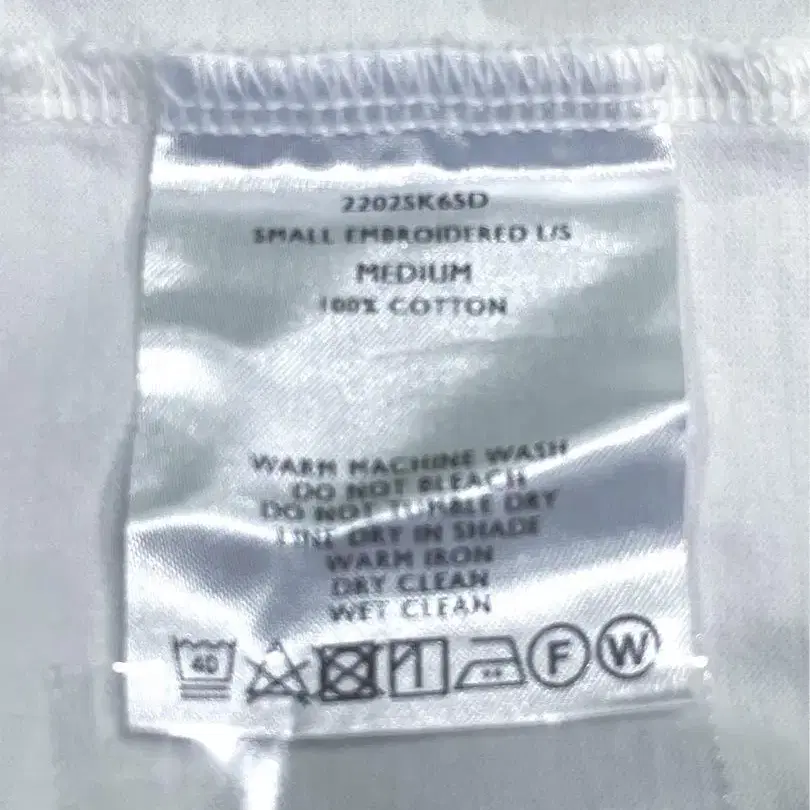 2202SK65D
SMALL EMBROIDERED L/S
MEDIUM
100% COTTON
WARM MACHINE WASH
DO NOT BLEACH
DO NOT TUMBLE DRY
LINE DRY IN SHADE
WARM IRON
DRY CLEAN
WET CLEAN
40 F W